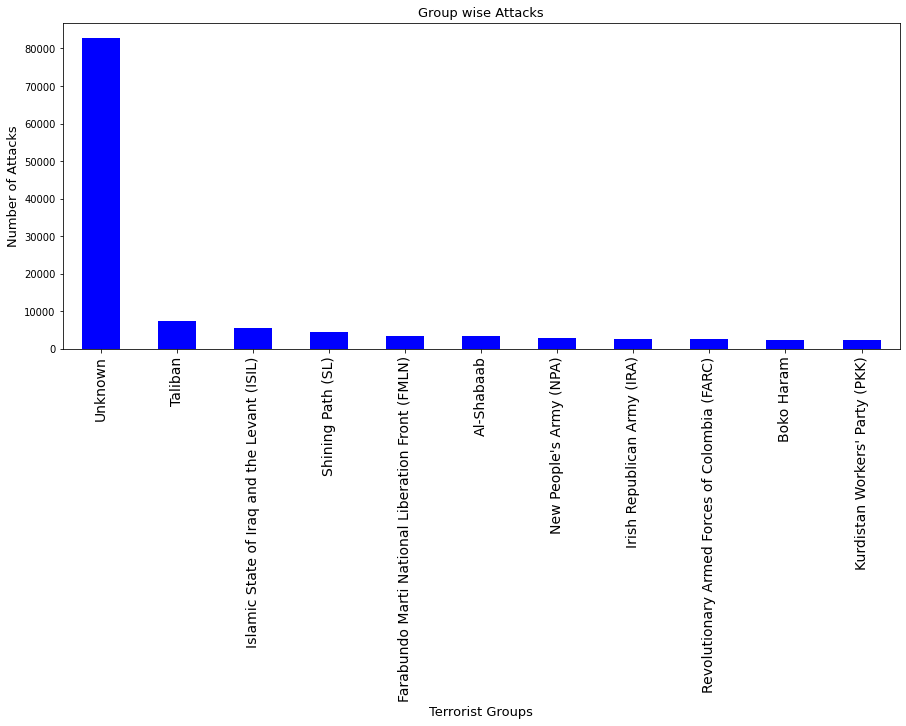 Group wise Attacks
Number of Attacks
80000
70000
60000
50000
40000
30000
20000
10000
0
Unknown
Taliban
Islamic State of Iraq and the Levant (ISIL)
Shining Path (SL)
Farabundo Marti National Liberation Front (FMLN)
Al-Shabaab
New People's Army (NPA)
Irish Republican Army (IRA)
Revolutionary Armed Forces of Colombia (FARC)
Boko Haram
Kurdistan Workers' Party (PKK)
Terrorist Groups